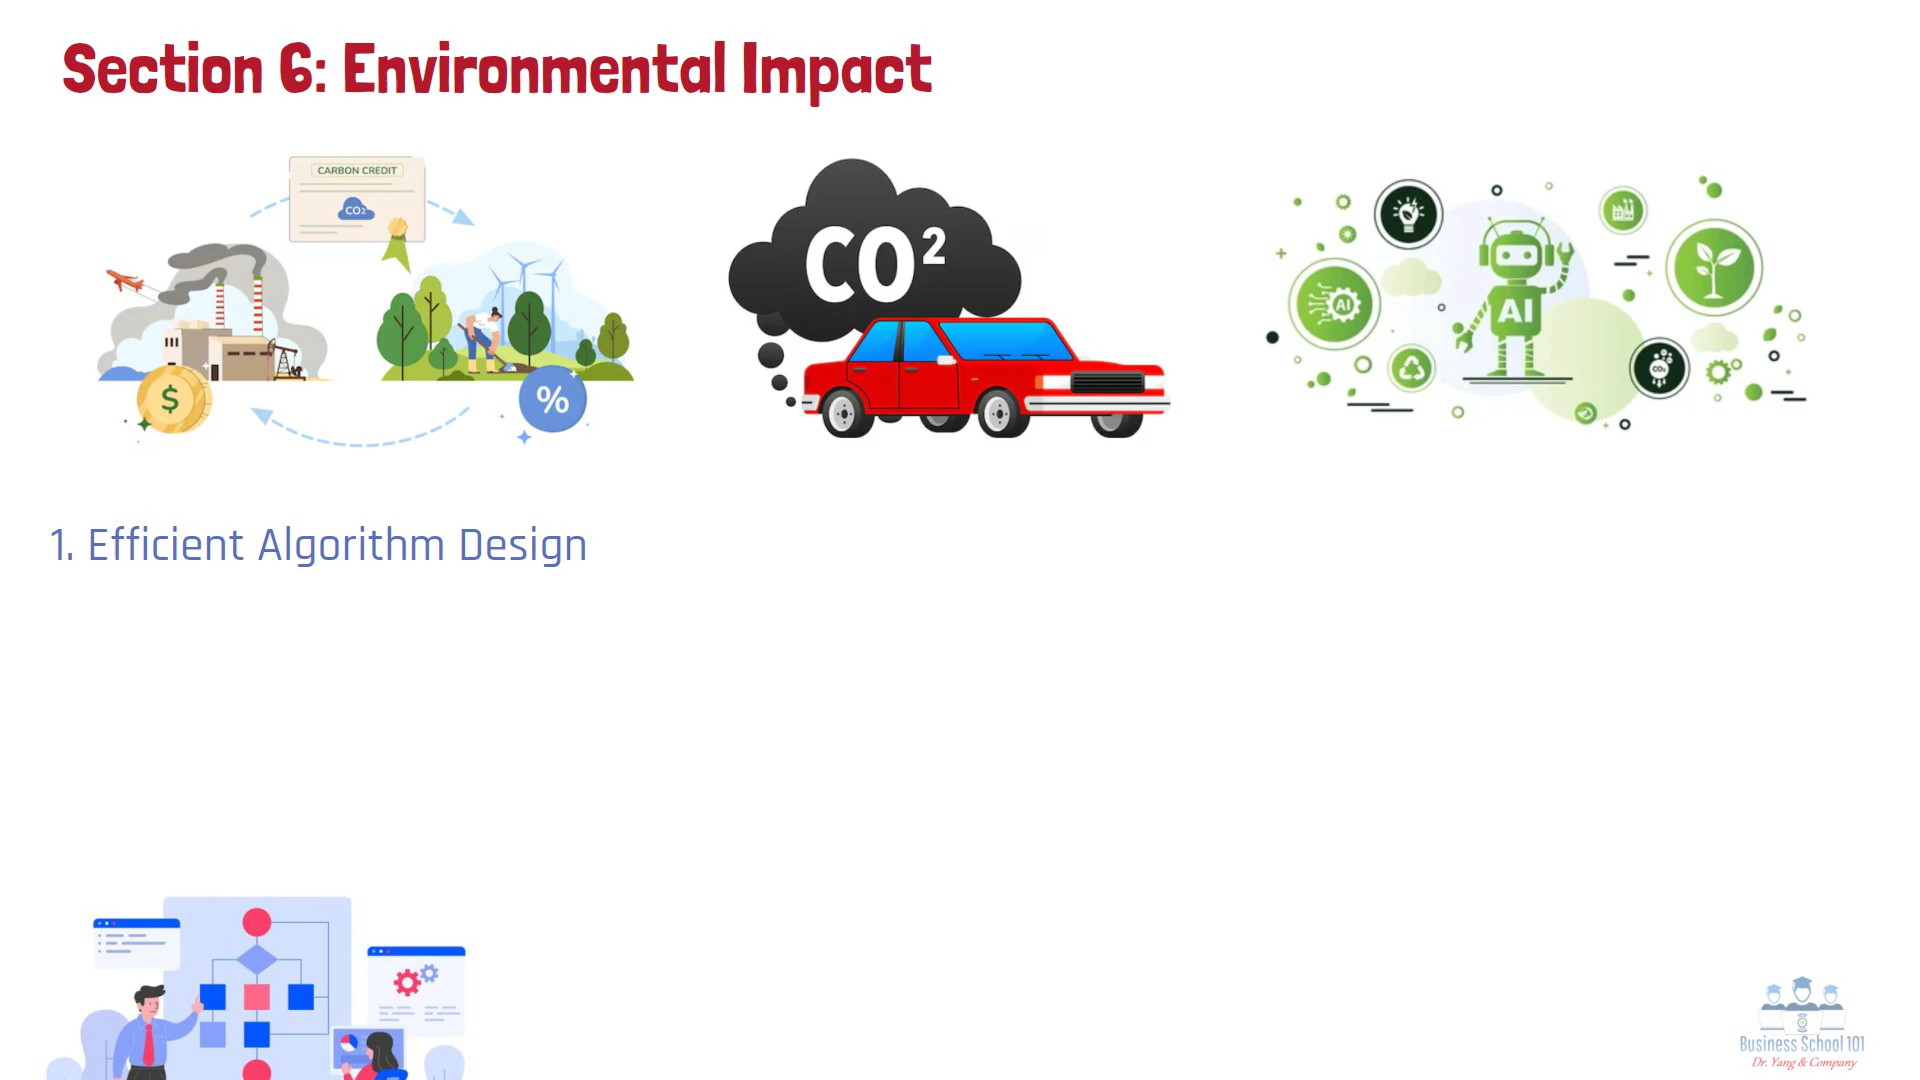 Section 6: Environmental Impact
CARBON CREDIT
CO2
$
%
CO²
AI
AI
CO₂
1. Efficient Algorithm Design
Business School 101
Dr. Yang & Company